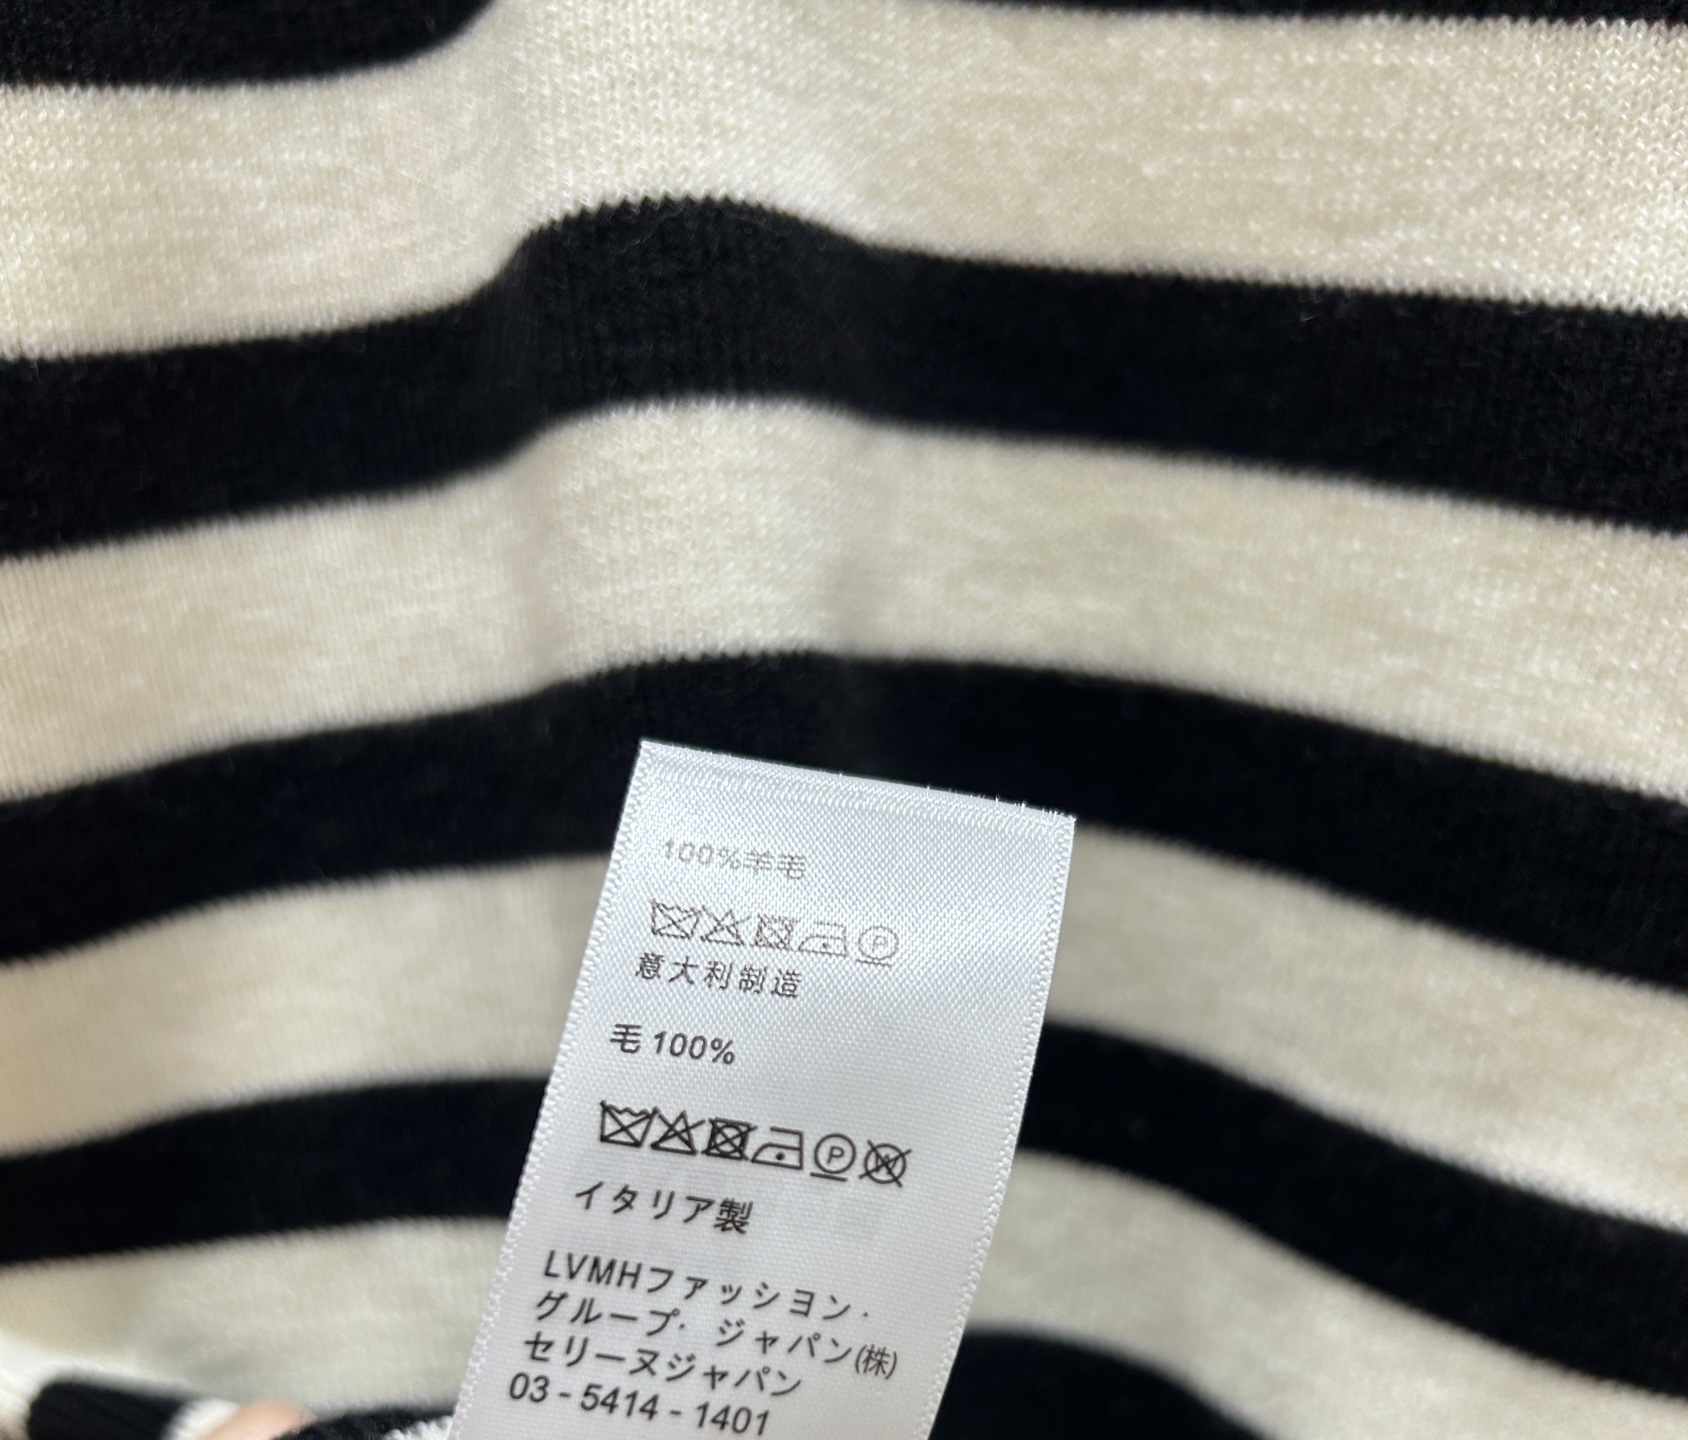 100%羊毛
意大利制造
毛 100%
イタリア製
LVMHファッション·
グループ· ジャパン(株)
セリーヌジャパン
03 - 5414 - 1401